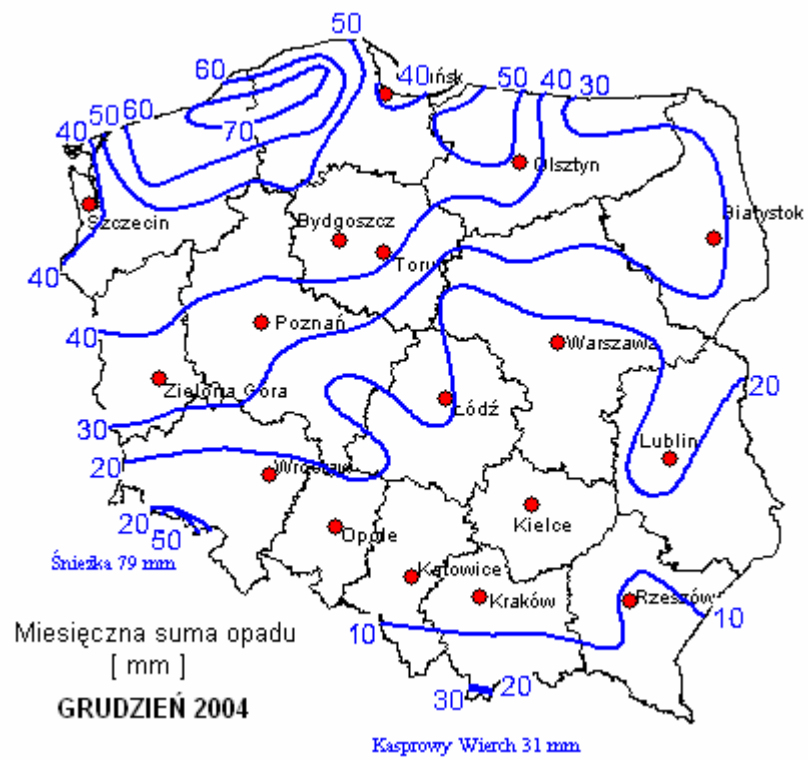 50
60
40
ińsk
50
40
30
40
50
60
70
Olsztyn
Szczecin
Bydgoszcz
Białystok
Toruń
40
40
Poznań
Warszawa
Zielona Góra
20
Łódź
30
20
Wrocław
Lublin
20
50
Opole
Kielce
Śnieżka 79 mm
Katowice
Kraków
Rzeszów
10
10
Miesięczna suma opadu
[ mm ]
GRUDZIEŃ 2004
30
20
Kasprowy Wierch 31 mm